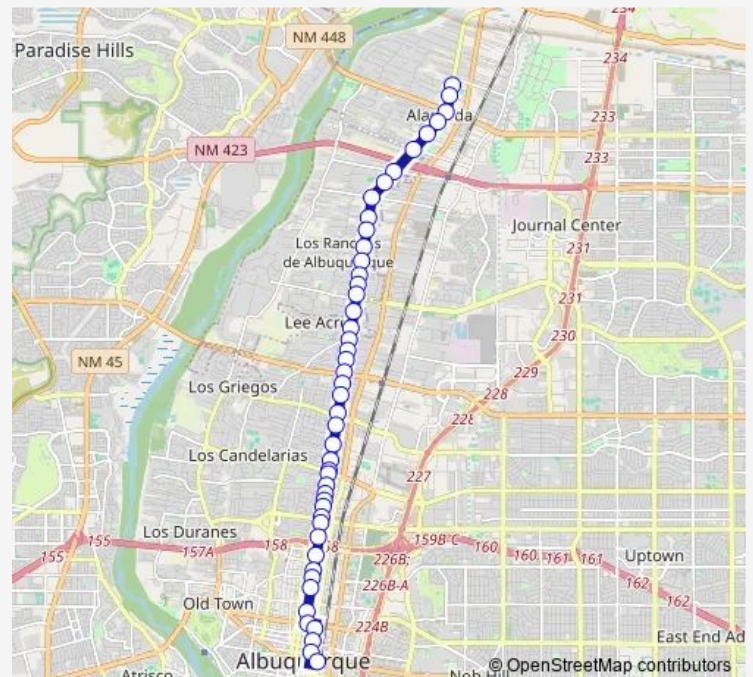 234
NM 448
Paradise Hills
234
233
NM 423
233
Journal Center
231
Los Ranchos
de Albuquerque
231
230
NM 45
229
Los Griegos
228
228
Los Candelarias
227
Los Duranes
155
155
157A
158
159B-C
160
160
161
161
Uptown
226B;
226B-A
162
162
Old Town
224B
East End Ad
Albuquerque
© OpenStreetMap contributors